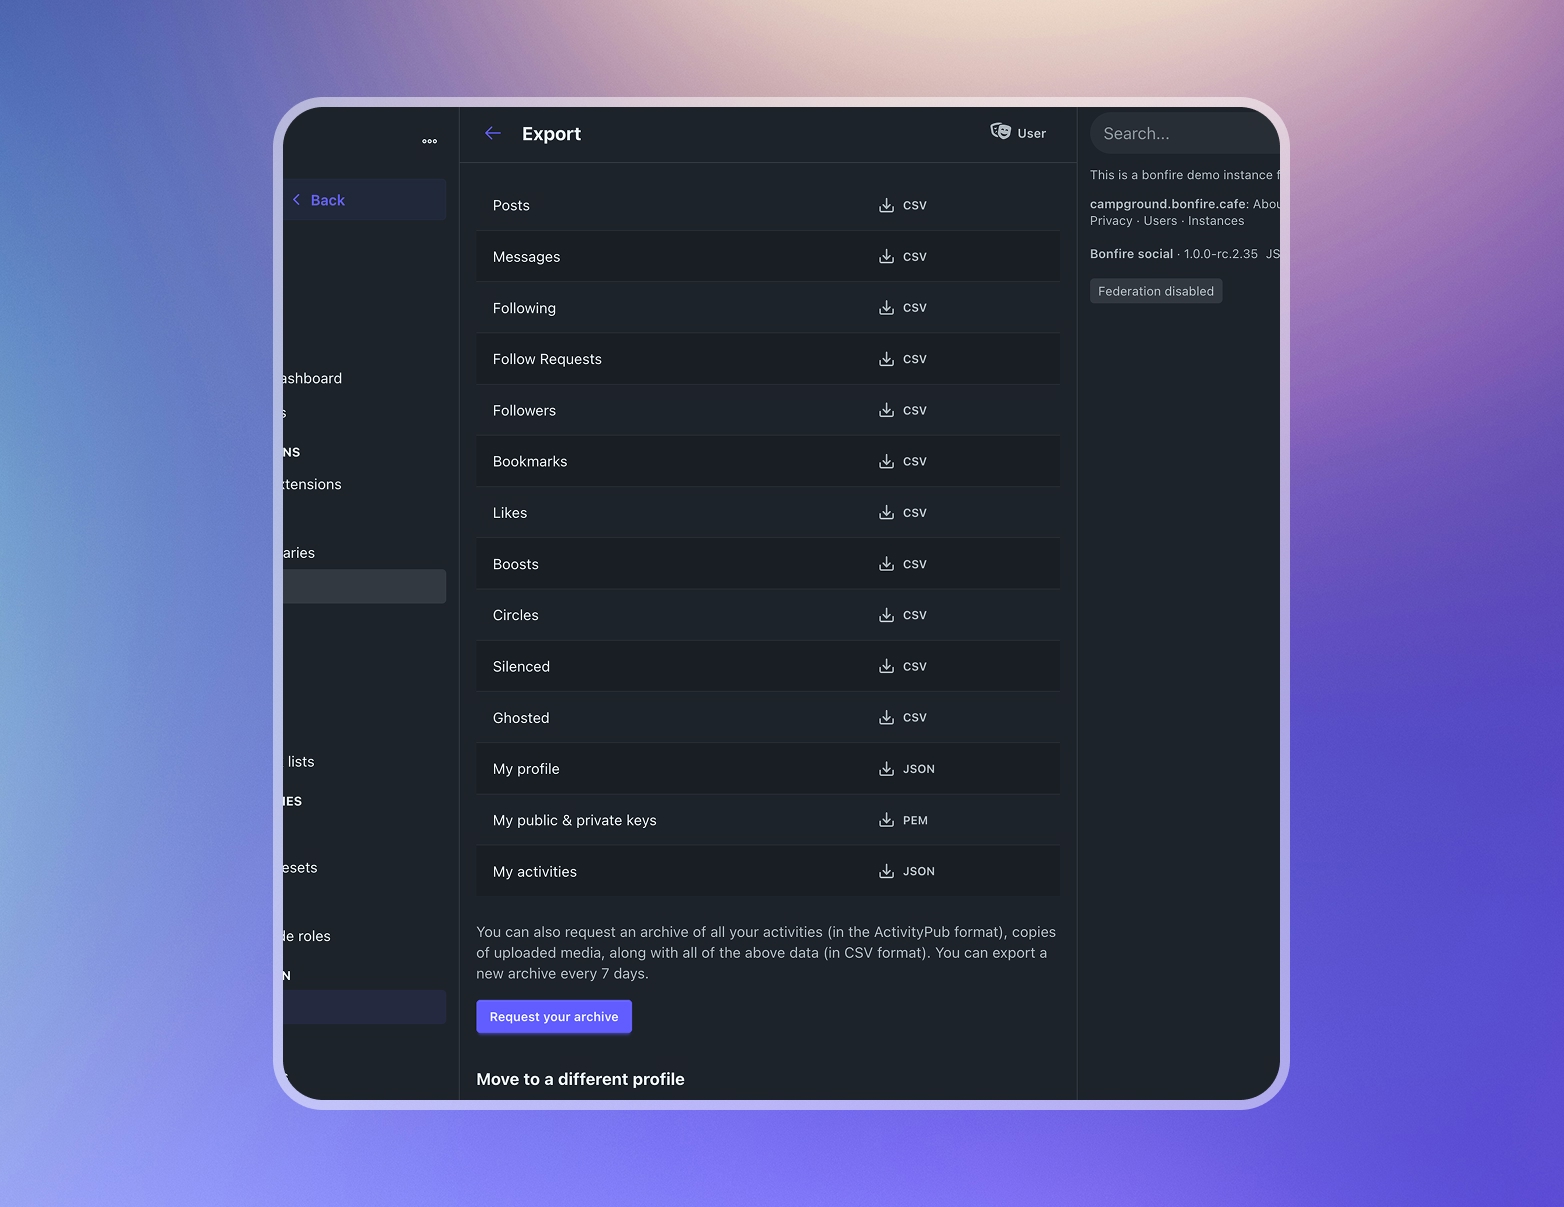 Back
ashboard
s
NS
xtensions
aries
lists
IES
esets
de roles
N
Export
User
Posts CSV
Messages CSV
Following CSV
Follow Requests CSV
Followers CSV
Bookmarks CSV
Likes CSV
Boosts CSV
Circles CSV
Silenced CSV
Ghosted CSV
My profile JSON
My public & private keys PEM
My activities JSON
You can also request an archive of all your activities (in the ActivityPub format), copies
of uploaded media, along with all of the above data (in CSV format). You can export a
new archive every 7 days.
Request your archive
Move to a different profile
Search...
This is a bonfire demo instance f
campground.bonfire.cafe: Abou
Privacy · Users · Instances
Bonfire social · 1.0.0-rc.2.35 JS
Federation disabled